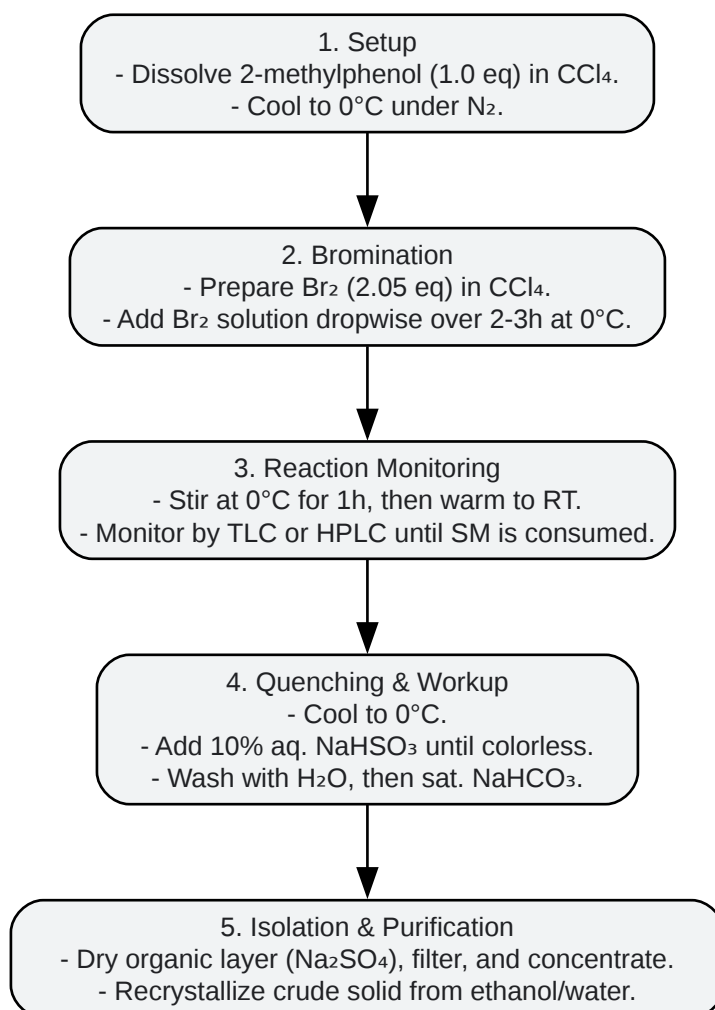 1. Setup
- Dissolve 2-methylphenol (1.0 eq) in CCl₄.
- Cool to 0°C under N₂.
2. Bromination
- Prepare Br₂ (2.05 eq) in CCl₄.
- Add Br₂ solution dropwise over 2-3h at 0°C.
3. Reaction Monitoring
- Stir at 0°C for 1h, then warm to RT.
- Monitor by TLC or HPLC until SM is consumed.
4. Quenching & Workup
- Cool to 0°C.
- Add 10% aq. NaHSO₃ until colorless.
- Wash with H₂O, then sat. NaHCO₃.
5. Isolation & Purification
- Dry organic layer (Na₂SO₄), filter, and concentrate.
- Recrystallize crude solid from ethanol/water.